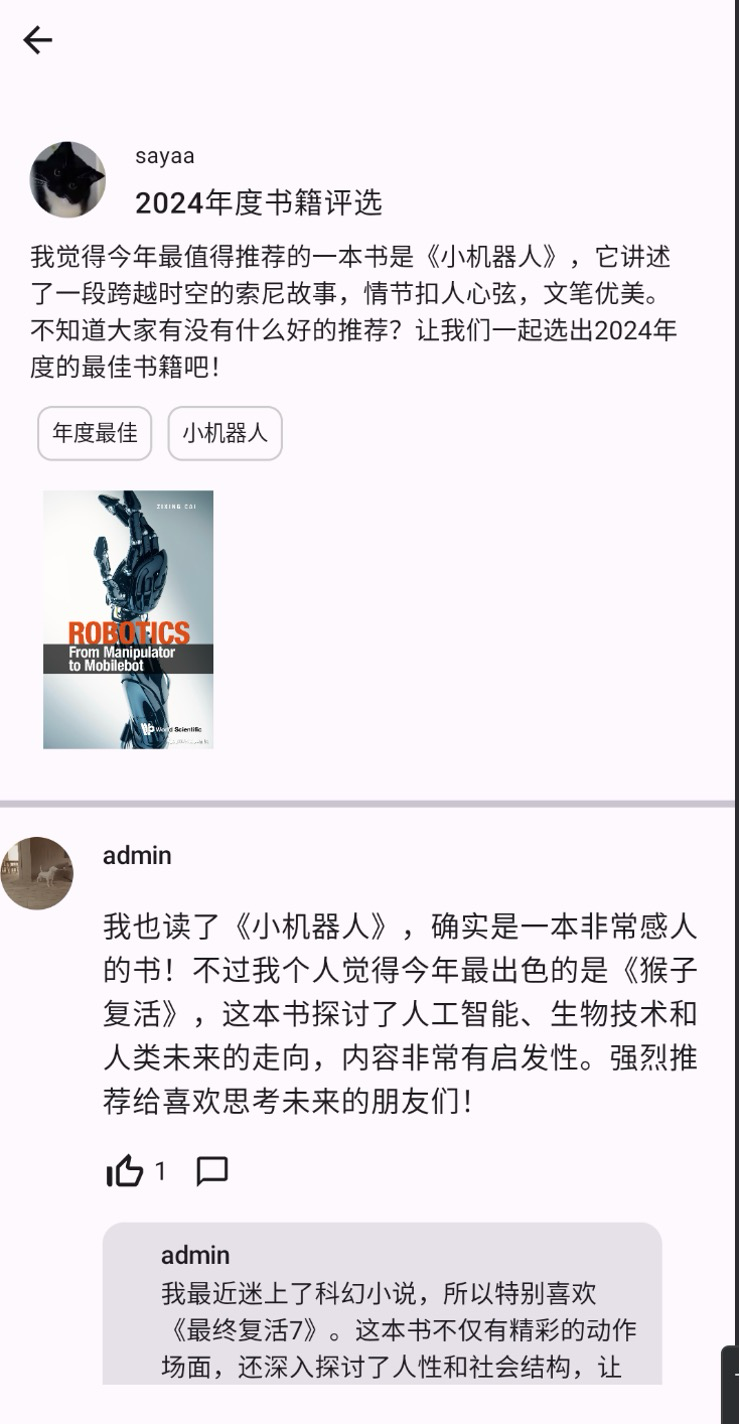 sayaa
2024年度书籍评选
我觉得今年最值得推荐的一本书是《小机器人》，它讲述
了一段跨越时空的索尼故事，情节扣人心弦，文笔优美。
不知道大家有没有什么好的推荐？让我们一起选出2024年
度的最佳书籍吧！
年度最佳
小机器人
ZIXING CAI
ROBOTICS
From Manipulator
to Mobilebot
World Scientific
admin
我也读了《小机器人》，确实是一本非常感人
的书！不过我个人觉得今年最出色的是《猴子
复活》，这本书探讨了人工智能、生物技术和
人类未来的走向，内容非常有启发性。强烈推
荐给喜欢思考未来的朋友们！
1
admin
我最近迷上了科幻小说，所以特别喜欢
《最终复活7》。这本书不仅有精彩的动作
场面，还深入探讨了人性和社会结构，让